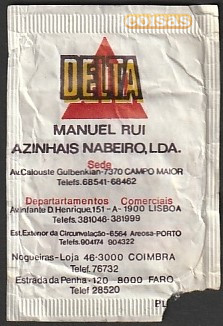 coisas
DELTA
MANUEL RUI
AZINHAIS NABEIRO, LDA.
Sede
Av. Calouste Gulbenkian-7370 CAMPO MAIOR
Telefs. 68541-68462
Departamentos Comerciais
Av. Infante D. Henrique, 151-A-1900 LISBOA
Telefs. 381046-381999
Est. Exterior da Circunvalação-6564 Areosa-PORTO
Telefs. 904174 904322
Nogueiras-Loja 46-3000 COIMBRA
Telef. 76732
Estrada da Penha-120 8000 FARO
Telef 28520
PL